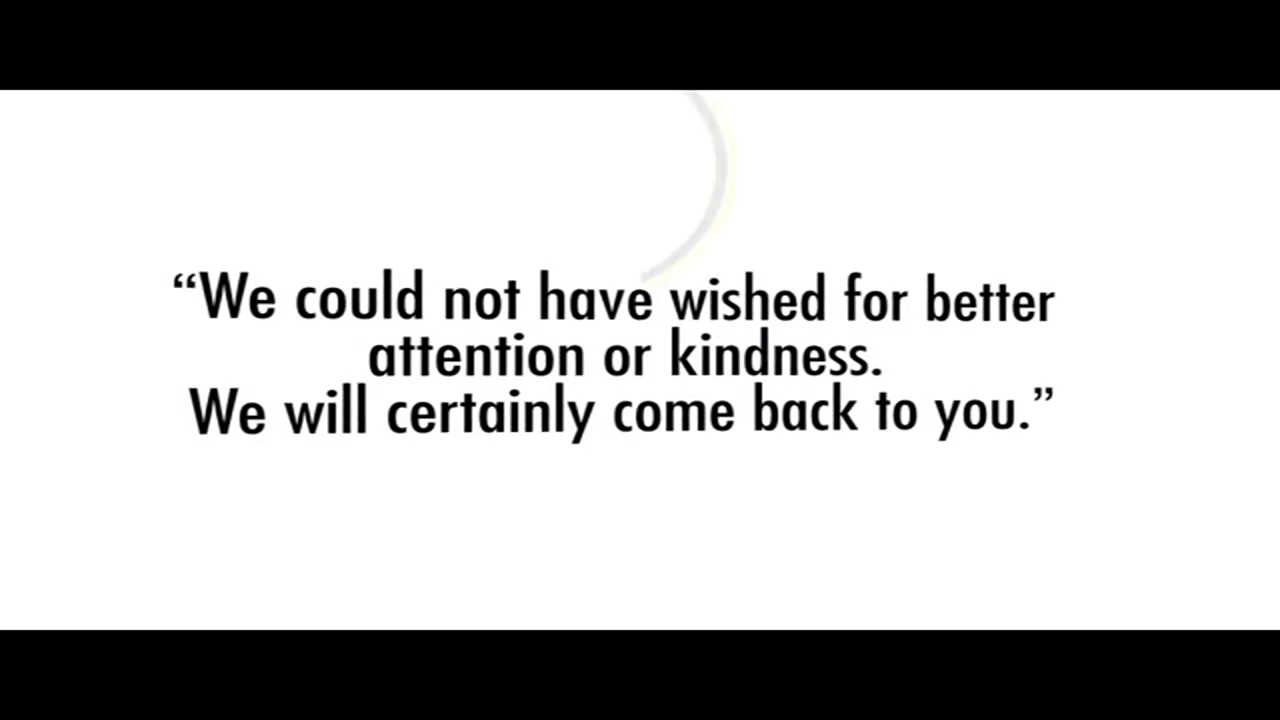 “We could not have wished for better
attention or kindness.
We will certainly come back to you.”